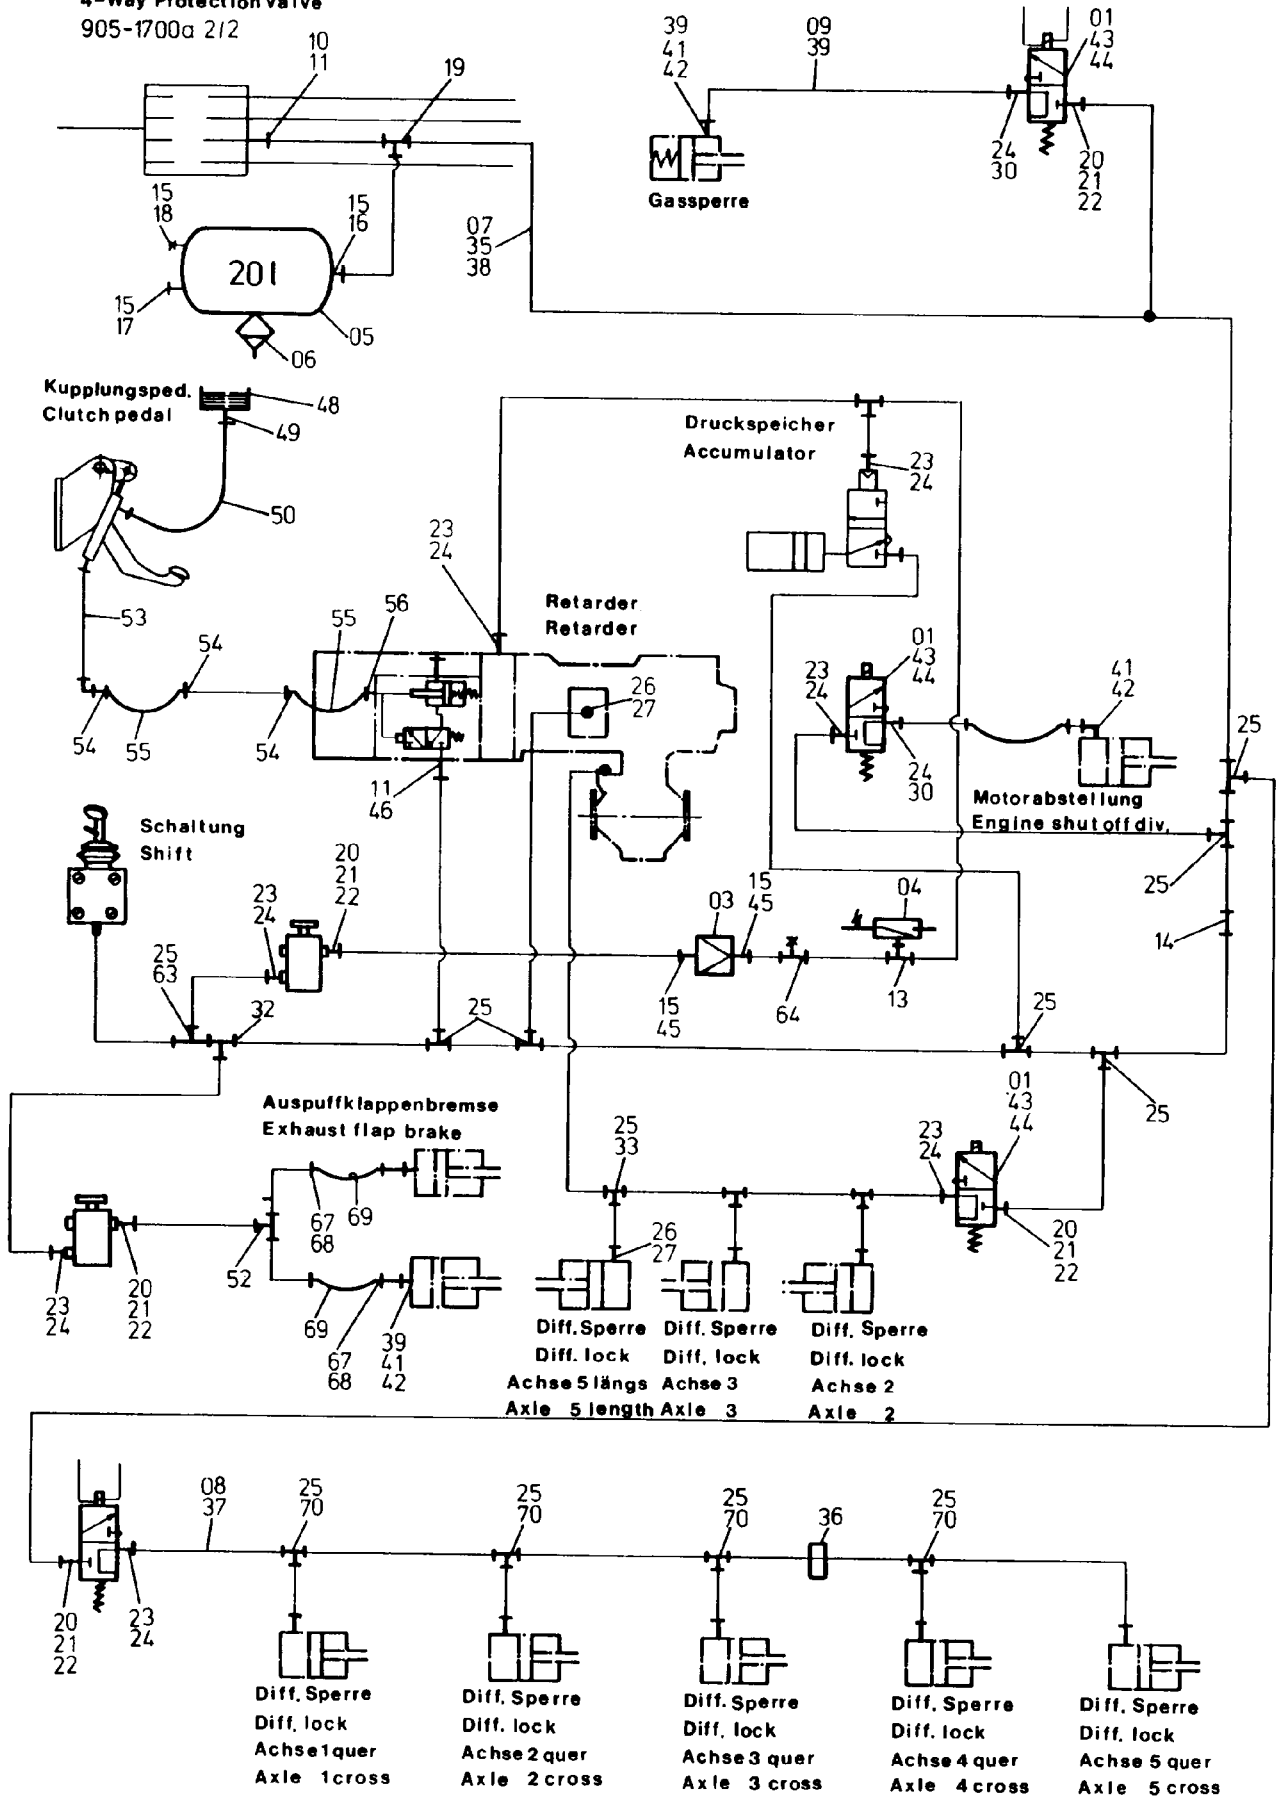 4-Way Protection valve
905-1700a 2/2
10
11
19
39
41
42
09
39
01
43
44
24
30
20
21
22
Gassperre
15
18
15
16
07
35
38
20l
15
17
05
06
Kupplungsped.
Clutch pedal
48
49
50
Druckspeicher
Accumulator
23
24
23
24
53
54
55
56
Retarder
Retarder
54
55
54
26
27
11
46
01
43
44
23
24
41
42
25
24
30
Motorabstellung
Engine shut off div.
25
14
Schaltung
Shift
20
21
22
23
24
25
63
32
03
15
45
04
15
45
64
13
25
25
25
Auspuffklappenbremse
Exhaust flap brake
25
33
23
24
01
43
44
67
68
69
26
27
20
21
22
52
23
24
20
21
22
69
67
68
39
41
42
Diff. Sperre
Diff. lock
Achse 5 längs
Axle 5 length
Diff. Sperre
Diff. lock
Achse 3
Axle 3
Diff. Sperre
Diff. lock
Achse 2
Axle 2
08
37
25
70
25
70
25
70
36
25
70
20
21
22
23
24
Diff. Sperre
Diff. lock
Achse 1 quer
Axle 1 cross
Diff. Sperre
Diff. lock
Achse 2 quer
Axle 2 cross
Diff. Sperre
Diff. lock
Achse 3 quer
Axle 3 cross
Diff. Sperre
Diff. lock
Achse 4 quer
Axle 4 cross
Diff. Sperre
Diff. lock
Achse 5 quer
Axle 5 cross